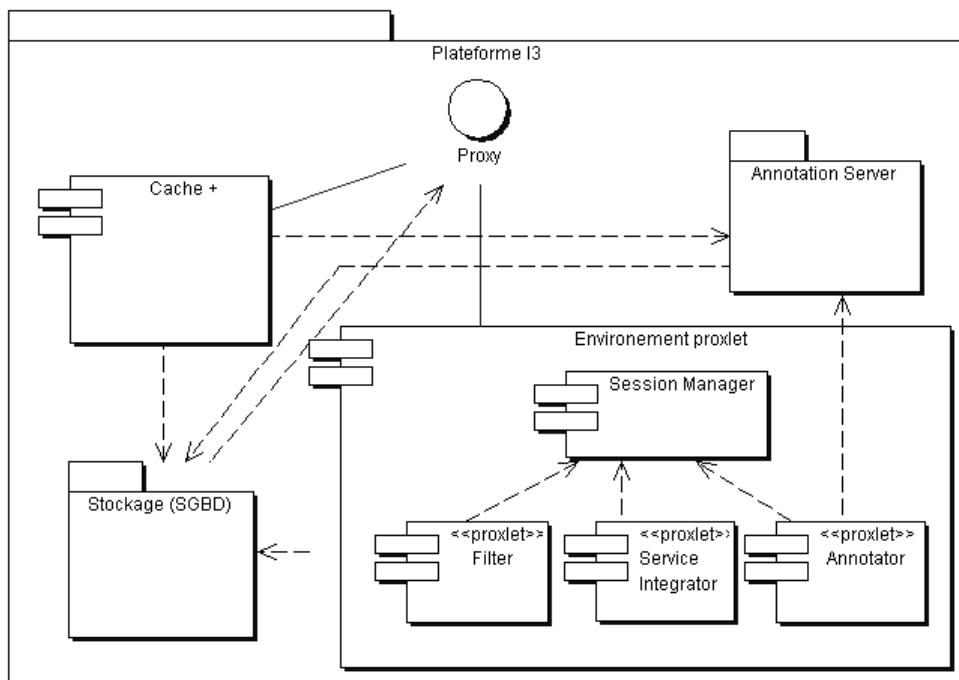 Plateforme I3
Proxy
Cache +
Annotation Server
Environement proxlet
Session Manager
Stockage (SGBD)
<<proxlet>>
Filter
<<proxlet>>
Service
Integrator
<<proxlet>>
Annotator